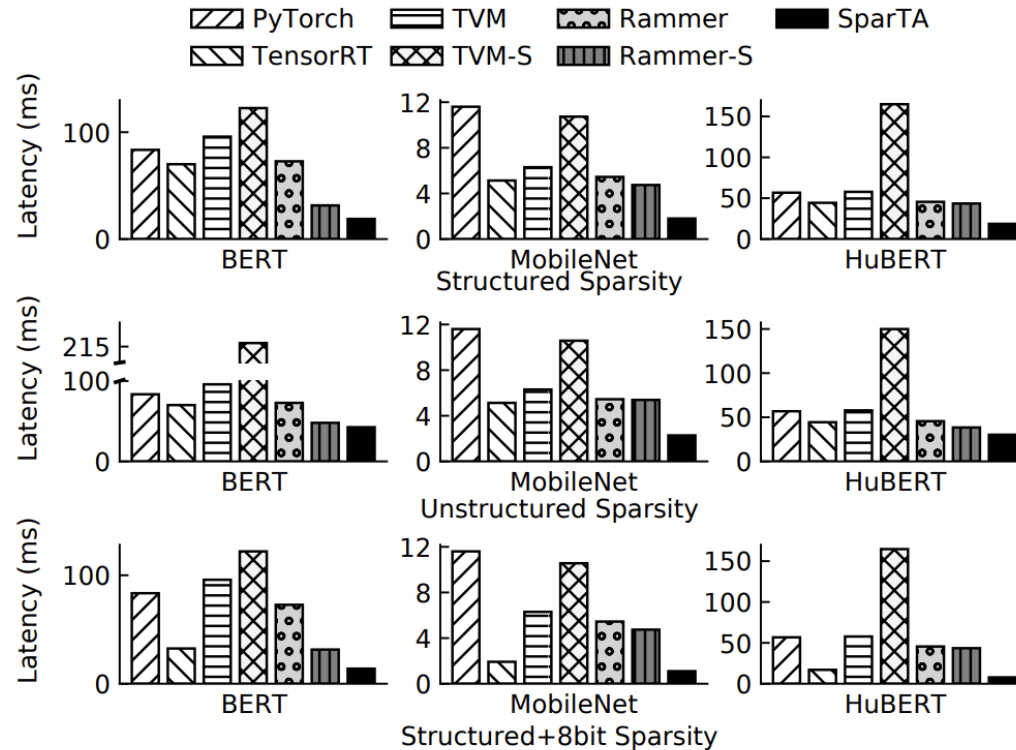 PyTorch TVM Rammer SparTA
TensorRT TVM-S Rammer-S
Latency (ms)
100
0
BERT
12
8
4
0
MobileNet
150
100
50
0
HuBERT
Structured Sparsity
Latency (ms)
215
100
0
BERT
12
8
4
0
MobileNet
150
100
50
0
HuBERT
Unstructured Sparsity
Latency (ms)
100
0
BERT
12
8
4
0
MobileNet
150
100
50
0
HuBERT
Structured+8bit Sparsity